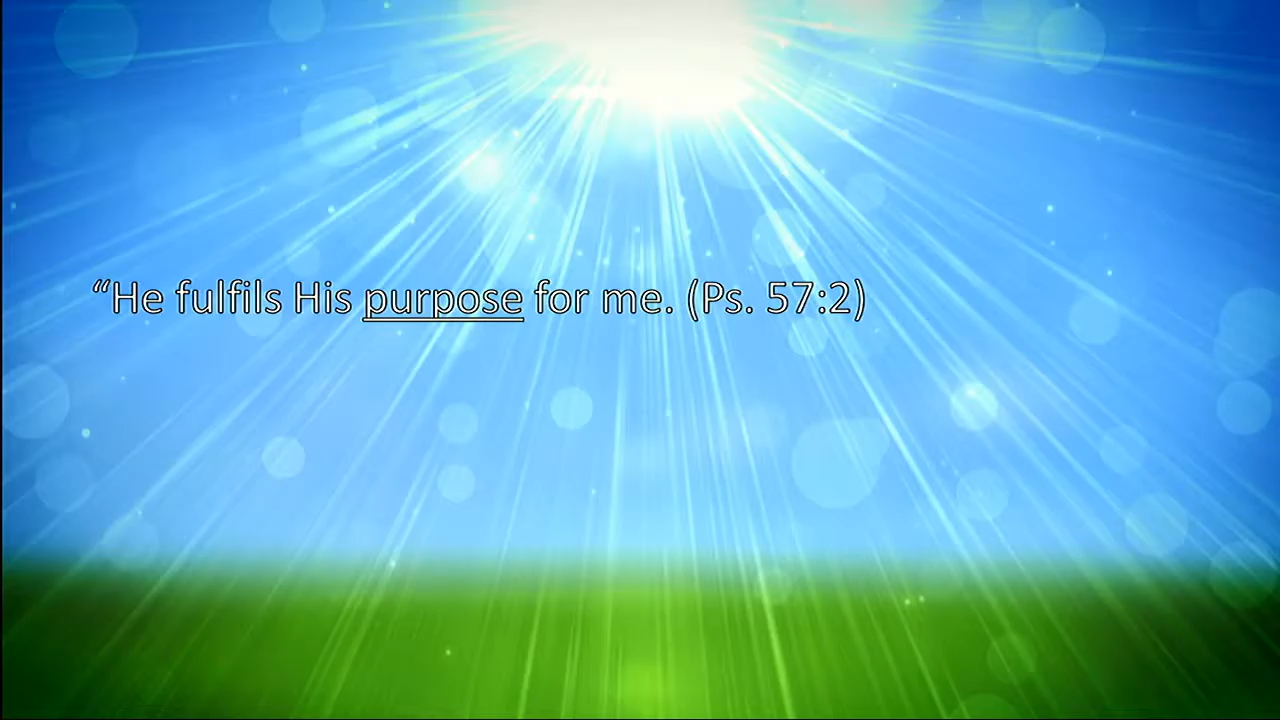 “He fulfils His purpose for me. (Ps. 57:2)